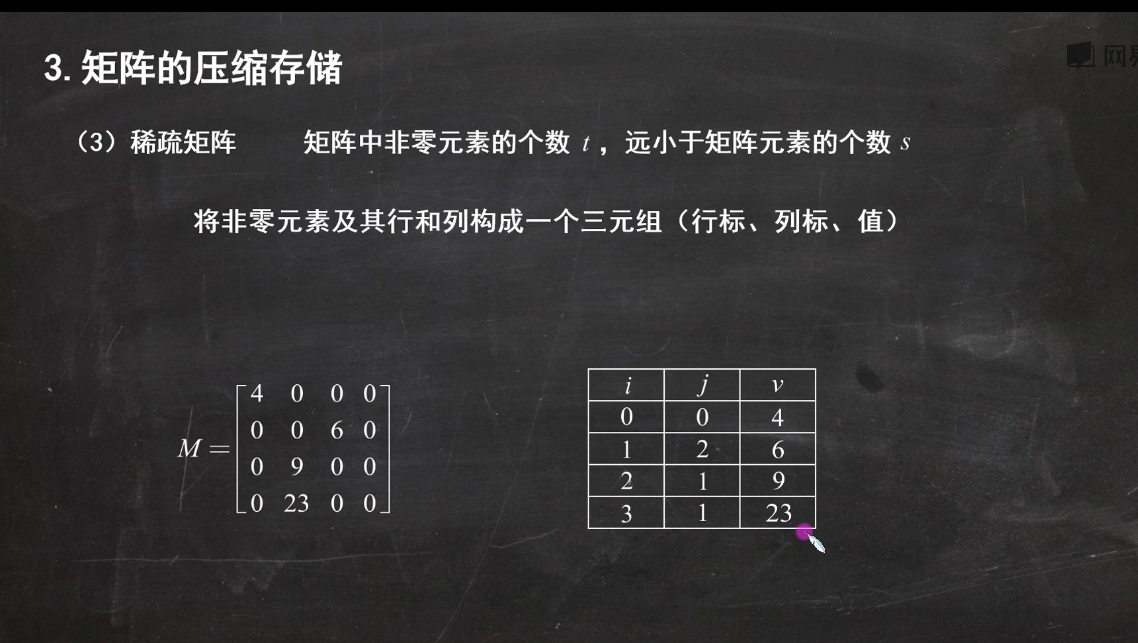 3. 矩阵的压缩存储
网易
（3）稀疏矩阵 矩阵中非零元素的个数 t ，远小于矩阵元素的个数 s
将非零元素及其行和列构成一个三元组（行标、列标、值）
4 0 0 0
0 0 6 0
M =
0 9 0 0
0 23 0 0
i j v
0 0 4
1 2 6
2 1 9
3 1 23